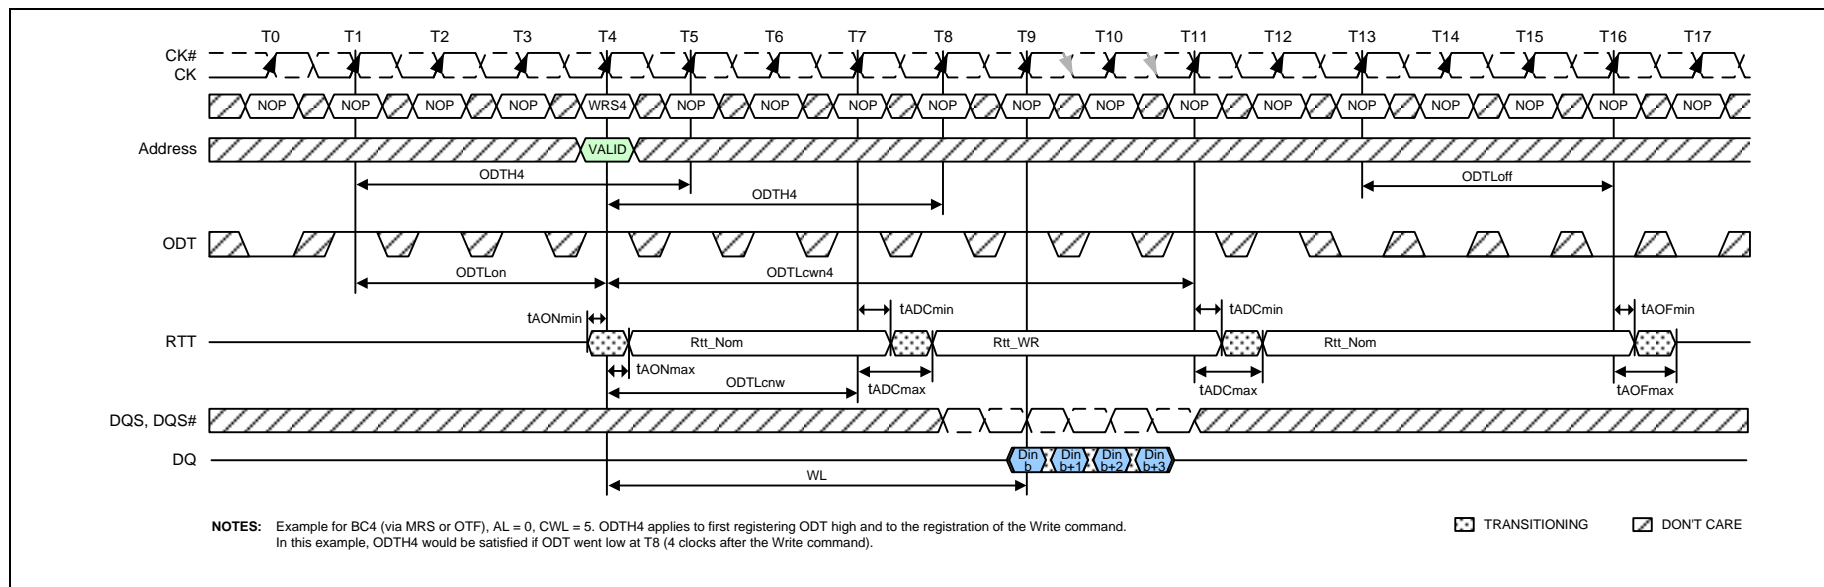 T0 T1 T2 T3 T4 T5 T6 T7 T8 T9 T10 T11 T12 T13 T14 T15 T16 T17
CK#
CK
NOP NOP NOP NOP WRS4 NOP NOP NOP NOP NOP NOP NOP NOP NOP NOP NOP NOP NOP
Address VALID
ODTH4 ODTLoff
ODTH4
ODT
ODTLon ODTLcwn4
tAONmin tADCmin tADCmin tAOFmin
RTT Rtt_Nom Rtt_WR Rtt_Nom
tAONmax
ODTLcnw tADCmax tADCmax tAOFmax
DQS, DQS#
DQ Din b Din b+1 Din b+2 Din b+3
WL
NOTES: Example for BC4 (via MRS or OTF), AL = 0, CWL = 5. ODTH4 applies to first registering ODT high and to the registration of the Write command.
In this example, ODTH4 would be satisfied if ODT went low at T8 (4 clocks after the Write command).
TRANSITIONING DON'T CARE